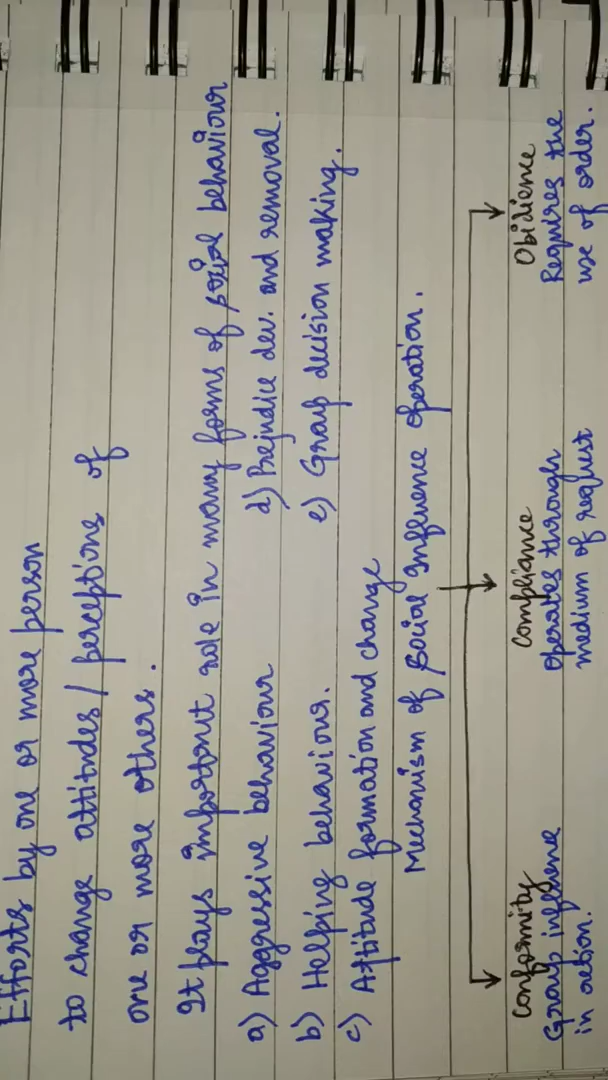 Efforts by one or more person
to change attitudes/perceptions of
one or more others.
It plays important role in many forms of social behaviour
a) Aggressive behaviour
d) Prejudice dev. and removal.
b) Helping behaviour.
e) Group decision making.
c) Attitude formation and change
Mechanism of Social Influence operation.
Conformity
Group influence
in action.
Compliance
operates through
medium of request
Obidience
Requires the
use of order.